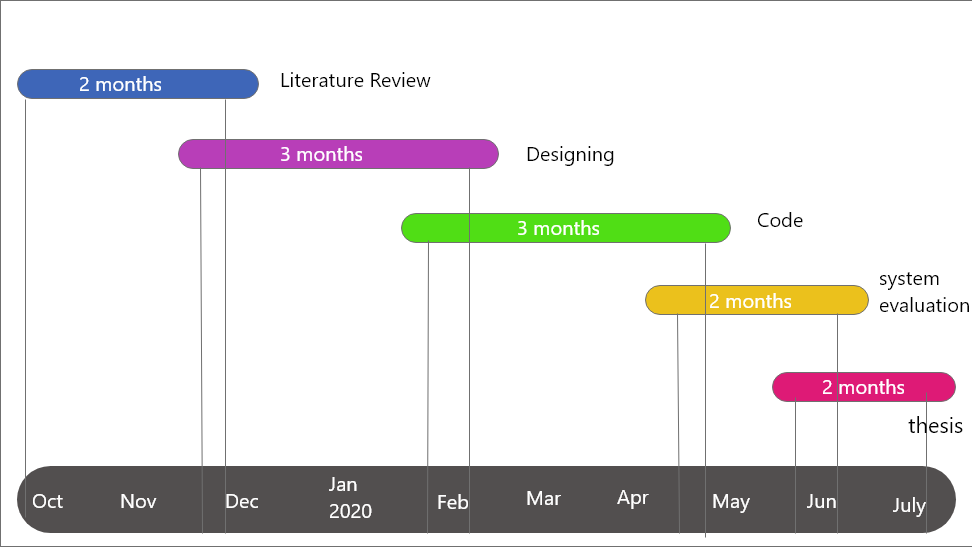 2 months
Literature Review
3 months
Designing
3 months
Code
2 months
system
evaluation
2 months
thesis
Oct
Nov
Dec
Jan
2020
Feb
Mar
Apr
May
Jun
July